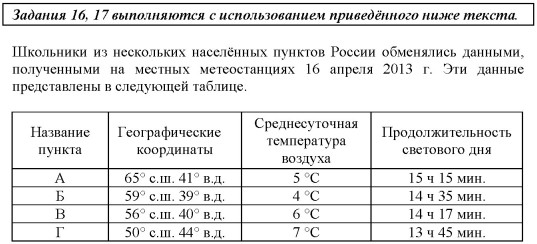 Задания 16, 17 выполняются с использованием приведённого ниже текста.
Школьники из нескольких населённых пунктов России обменялись данными,
полученными на местных метеостанциях 16 апреля 2013 г. Эти данные
представлены в следующей таблице.
Название пункта Географические координаты Среднесуточная температура воздуха Продолжительность светового дня
А 65° с.ш. 41° в.д. 5 °С 15 ч 15 мин.
Б 59° с.ш. 39° в.д. 4 °С 14 ч 35 мин.
В 56° с.ш. 40° в.д. 6 °С 14 ч 17 мин.
Г 50° с.ш. 44° в.д. 7 °С 13 ч 45 мин.